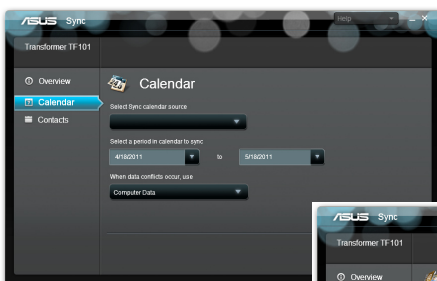 ASUS Sync
Help
Transformer TF101
Overview
Calendar
Contacts
Calendar
Select Sync calendar source
Select a period in calendar to sync
4/18/2011 to 5/18/2011
When data conflicts occur, use
Computer Data
ASUS Sync
Transformer TF101
Overview